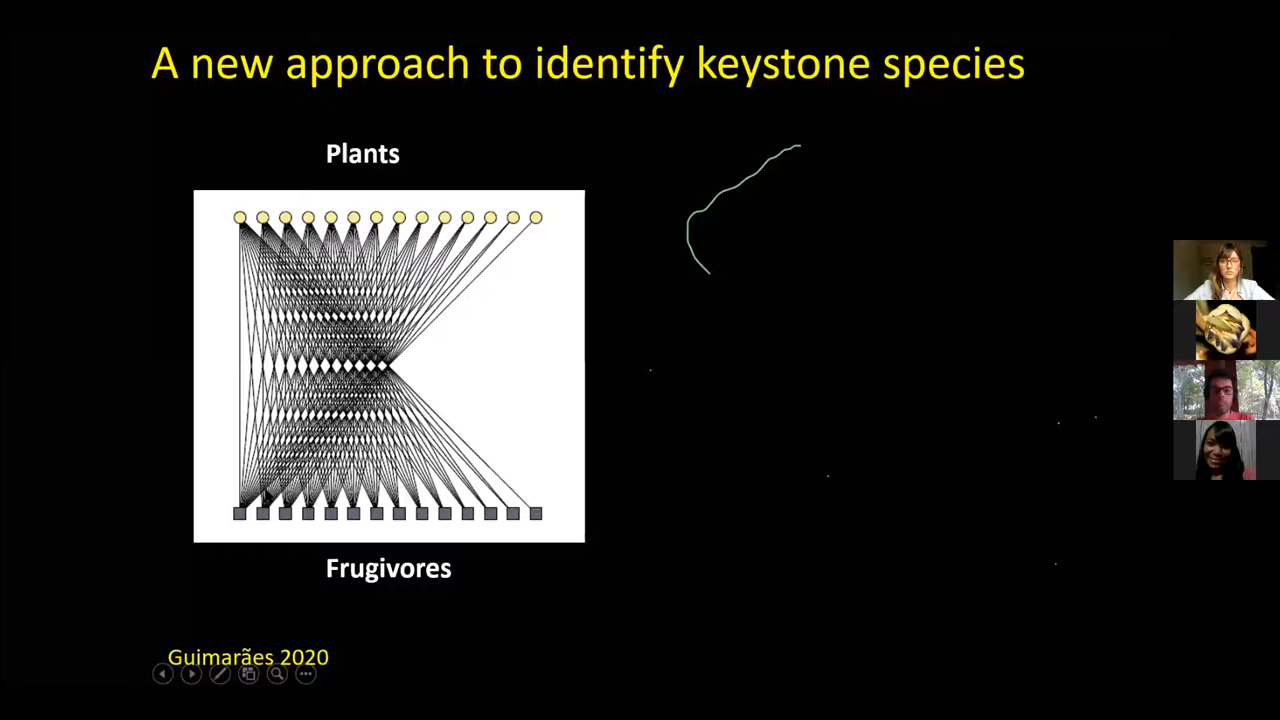 A new approach to identify keystone species
Plants
Frugivores
Guimarães 2020